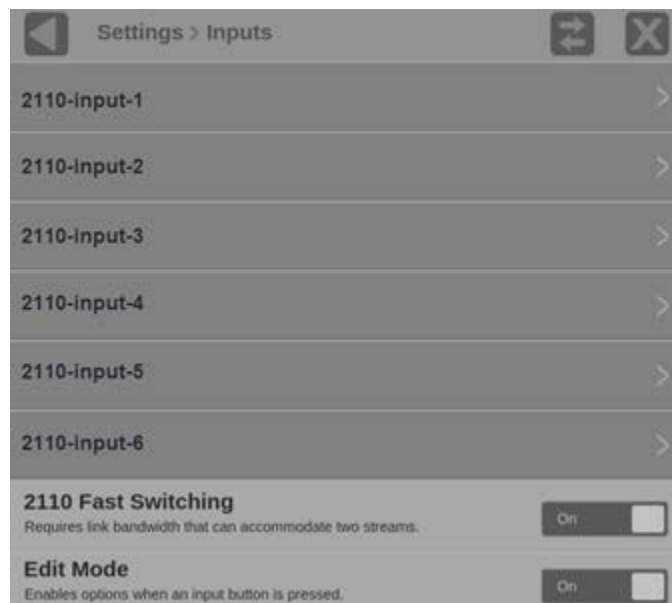 Settings > Inputs
2110-input-1
2110-input-2
2110-input-3
2110-input-4
2110-input-5
2110-input-6
2110 Fast Switching
Requires link bandwidth that can accommodate two streams.
On
Edit Mode
Enables options when an input button is pressed.
On